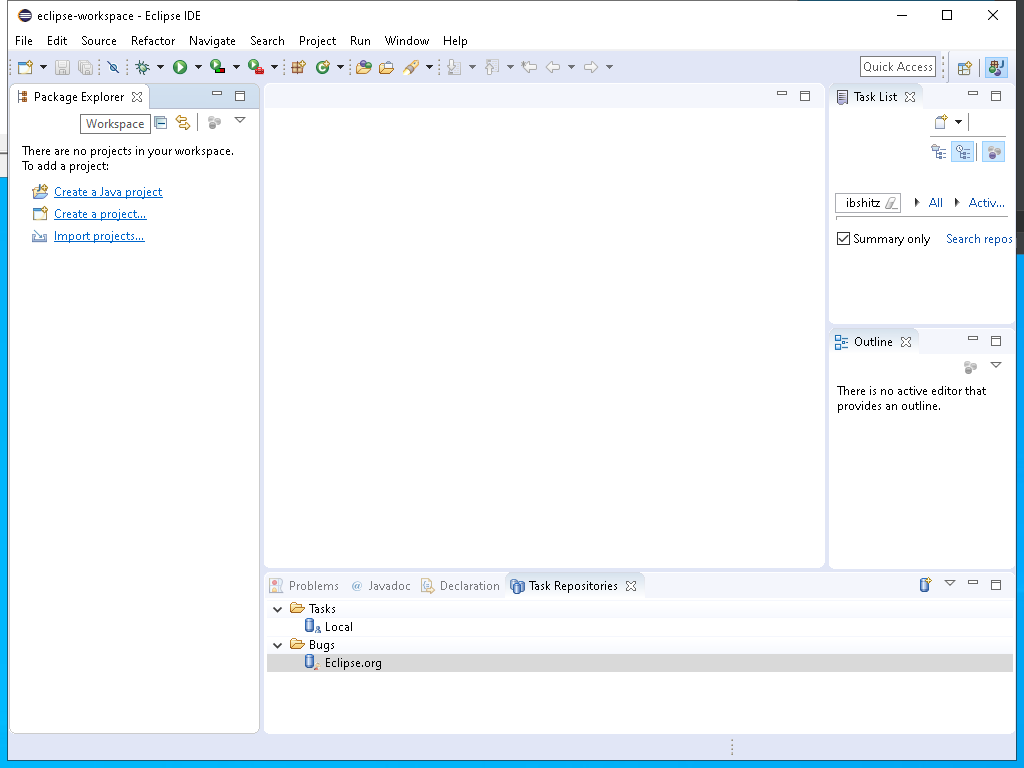 eclipse-workspace - Eclipse IDE
File Edit Source Refactor Navigate Search Project Run Window Help
Quick Access
Package Explorer
Workspace
There are no projects in your workspace.
To add a project:
Create a Java project
Create a project...
Import projects...
Task List
ibshitz All Activ...
Summary only Search repos
Outline
There is no active editor that
provides an outline.
Problems @ Javadoc Declaration Task Repositories
Tasks
Local
Bugs
Eclipse.org